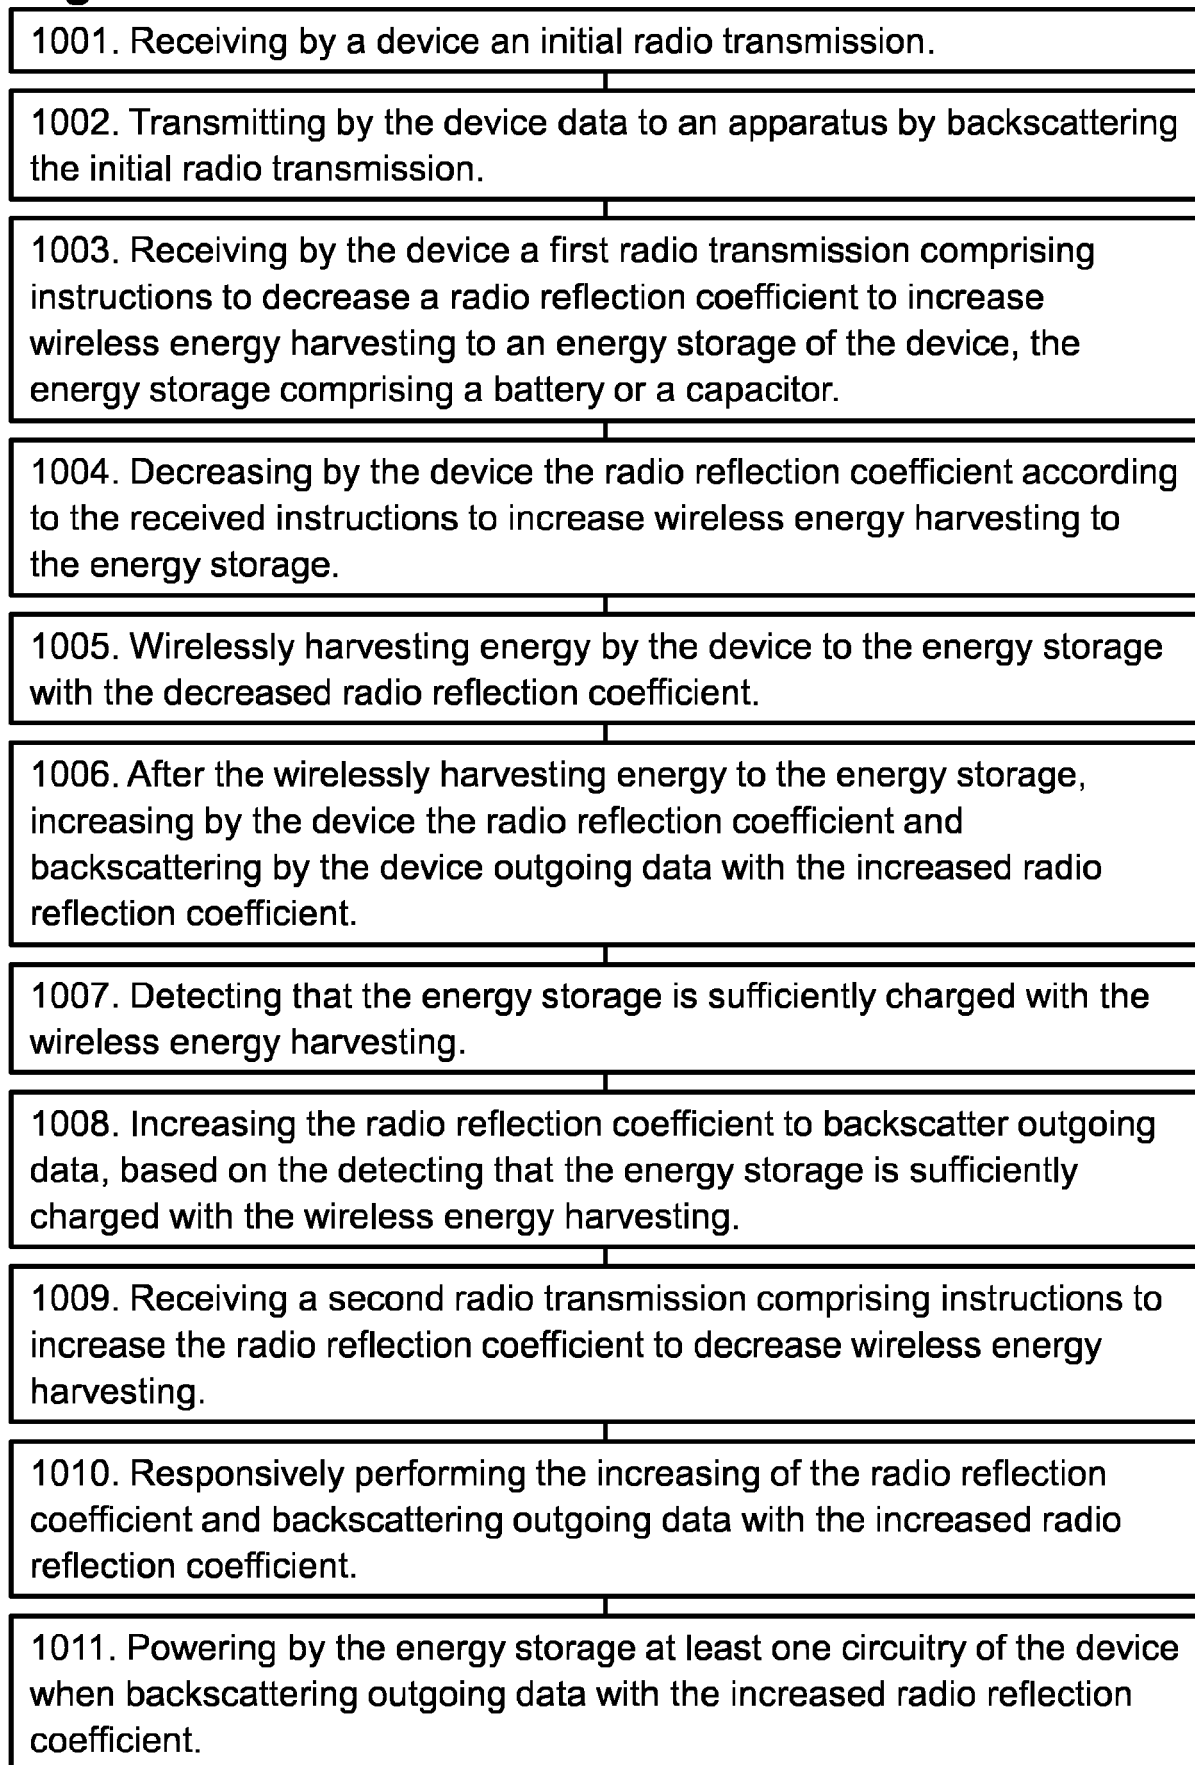 1001. Receiving by a device an initial radio transmission.
1002. Transmitting by the device data to an apparatus by backscattering
the initial radio transmission.
1003. Receiving by the device a first radio transmission comprising
instructions to decrease a radio reflection coefficient to increase
wireless energy harvesting to an energy storage of the device, the
energy storage comprising a battery or a capacitor.
1004. Decreasing by the device the radio reflection coefficient according
to the received instructions to increase wireless energy harvesting to
the energy storage.
1005. Wirelessly harvesting energy by the device to the energy storage
with the decreased radio reflection coefficient.
1006. After the wirelessly harvesting energy to the energy storage,
increasing by the device the radio reflection coefficient and
backscattering by the device outgoing data with the increased radio
reflection coefficient.
1007. Detecting that the energy storage is sufficiently charged with the
wireless energy harvesting.
1008. Increasing the radio reflection coefficient to backscatter outgoing
data, based on the detecting that the energy storage is sufficiently
charged with the wireless energy harvesting.
1009. Receiving a second radio transmission comprising instructions to
increase the radio reflection coefficient to decrease wireless energy
harvesting.
1010. Responsively performing the increasing of the radio reflection
coefficient and backscattering outgoing data with the increased radio
reflection coefficient.
1011. Powering by the energy storage at least one circuitry of the device
when backscattering outgoing data with the increased radio reflection
coefficient.